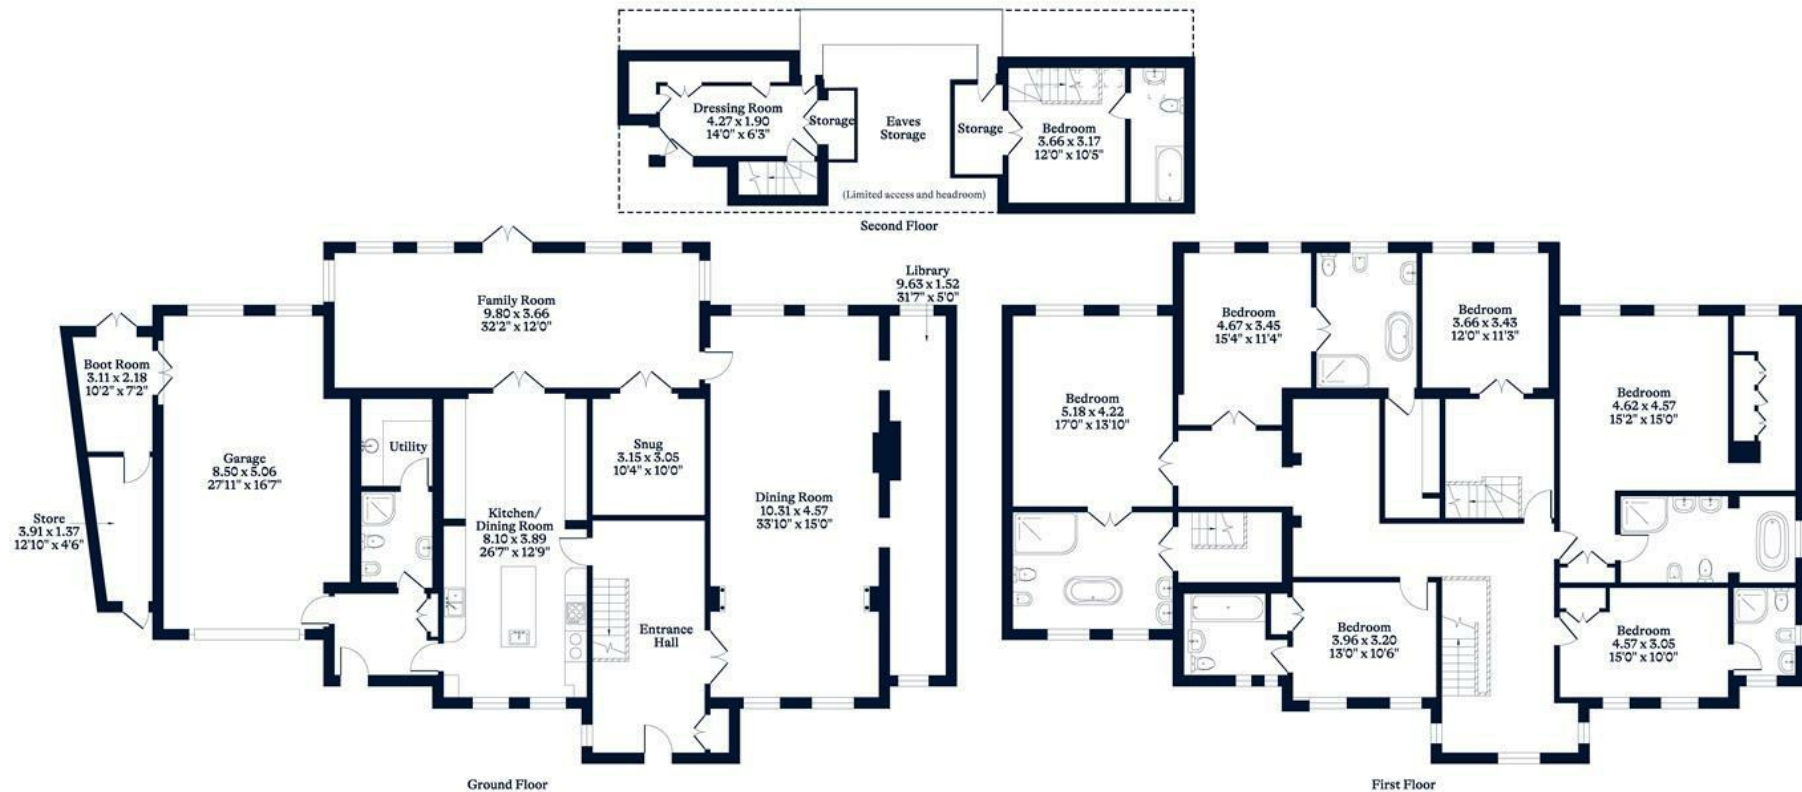 Dressing Room
4.27 x 1.90
14'0" x 6'3"
Storage
Eaves
Storage
Storage
Bedroom
3.66 x 3.17
12'0" x 10'5"
(Limited access and headroom)
Second Floor
Library
9.63 x 1.52
31'7" x 5'0"
Family Room
9.80 x 3.66
32'2" x 12'0"
Boot Room
3.11 x 2.18
10'2" x 7'2"
Garage
8.50 x 5.06
27'11" x 16'7"
Utility
Snug
3.15 x 3.05
10'4" x 10'0"
Store
3.91 x 1.37
12'10" x 4'6"
Kitchen/
Dining Room
8.10 x 3.89
26'7" x 12'9"
Dining Room
10.31 x 4.57
33'10" x 15'0"
Entrance
Hall
Ground Floor
Bedroom
4.67 x 3.45
15'4" x 11'4"
Bedroom
3.66 x 3.43
12'0" x 11'3"
Bedroom
5.18 x 4.22
17'0" x 13'10"
Bedroom
4.62 x 4.57
15'2" x 15'0"
Bedroom
3.96 x 3.20
13'0" x 10'6"
Bedroom
4.57 x 3.05
15'0" x 10'0"
First Floor